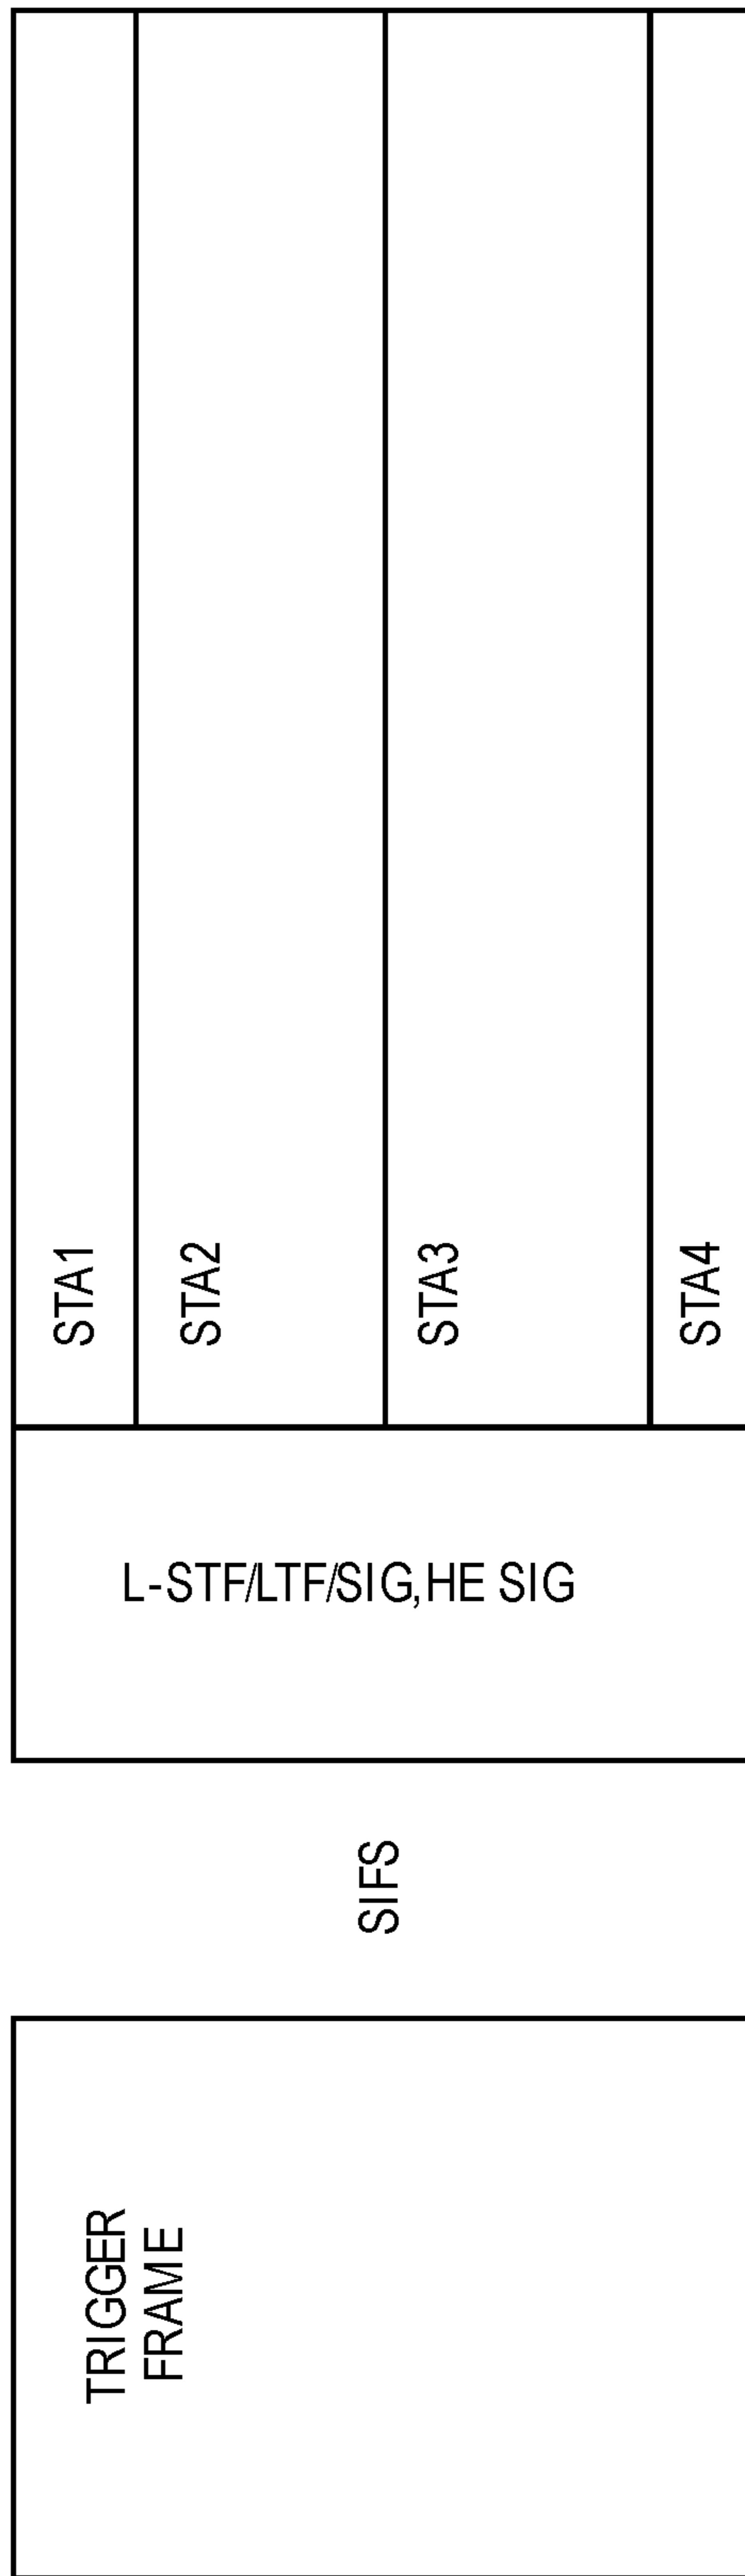 TRIGGER
FRAME
SIFS
L-STF/LTF/SIG,HE SIG
STA1
STA2
STA3
STA4